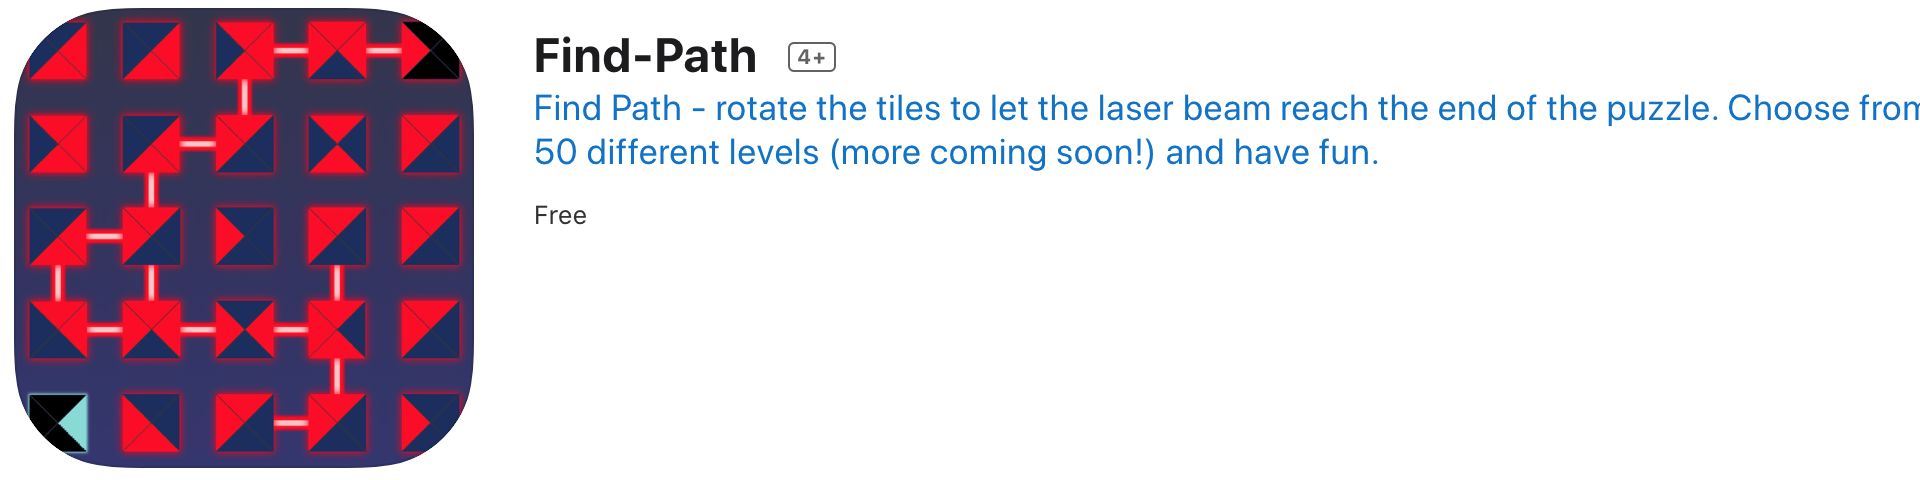 Find-Path 4+
Find Path - rotate the tiles to let the laser beam reach the end of the puzzle. Choose from
50 different levels (more coming soon!) and have fun.
Free